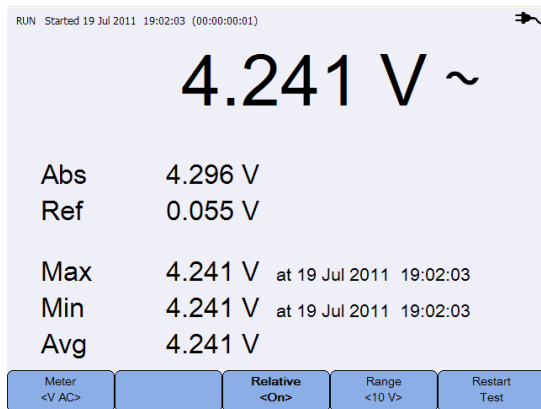 RUN Started 19 Jul 2011 19:02:03 (00:00:00:01)
4.241 V ~
Abs 4.296 V
Ref 0.055 V
Max 4.241 V at 19 Jul 2011 19:02:03
Min 4.241 V at 19 Jul 2011 19:02:03
Avg 4.241 V
Meter Relative Range Restart
<V AC> <On> <10 V> Test